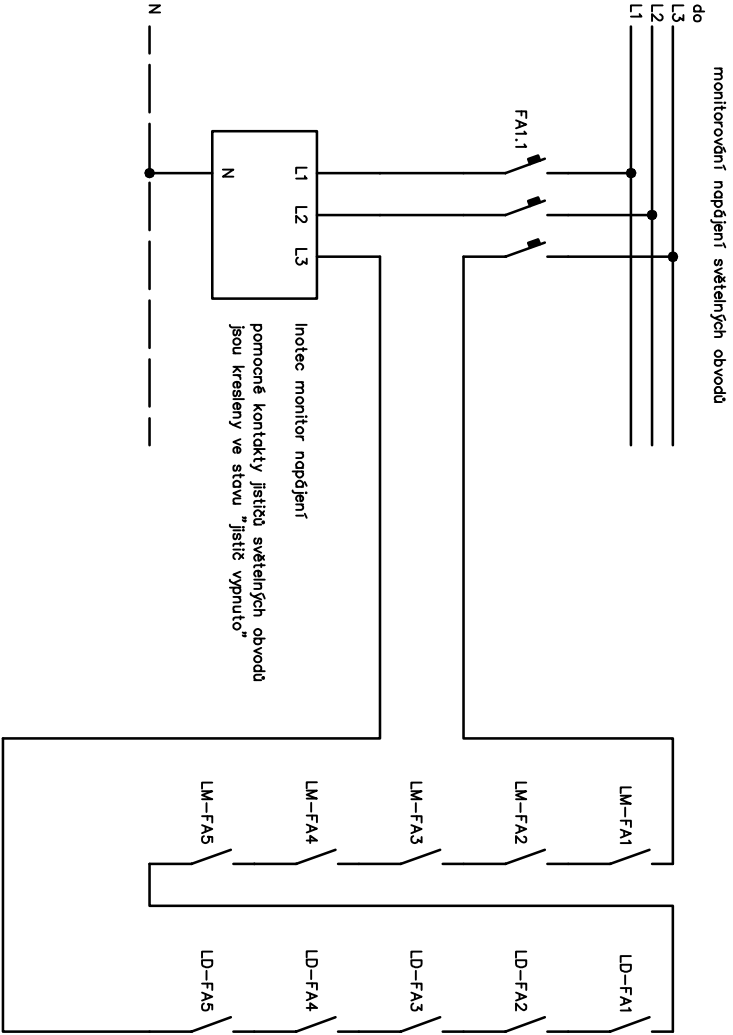 monitorování napájení světelných obvodů
do
L3
L2
L1
FA1.1
L1
L2
L3
N
N
Inotec monitor napájení
pomocné kontakty jističů světelných obvodů
jsou kresleny ve stavu "jistič vypnuto"
LM-FA1
LM-FA2
LM-FA3
LM-FA4
LM-FA5
LD-FA1
LD-FA2
LD-FA3
LD-FA4
LD-FA5